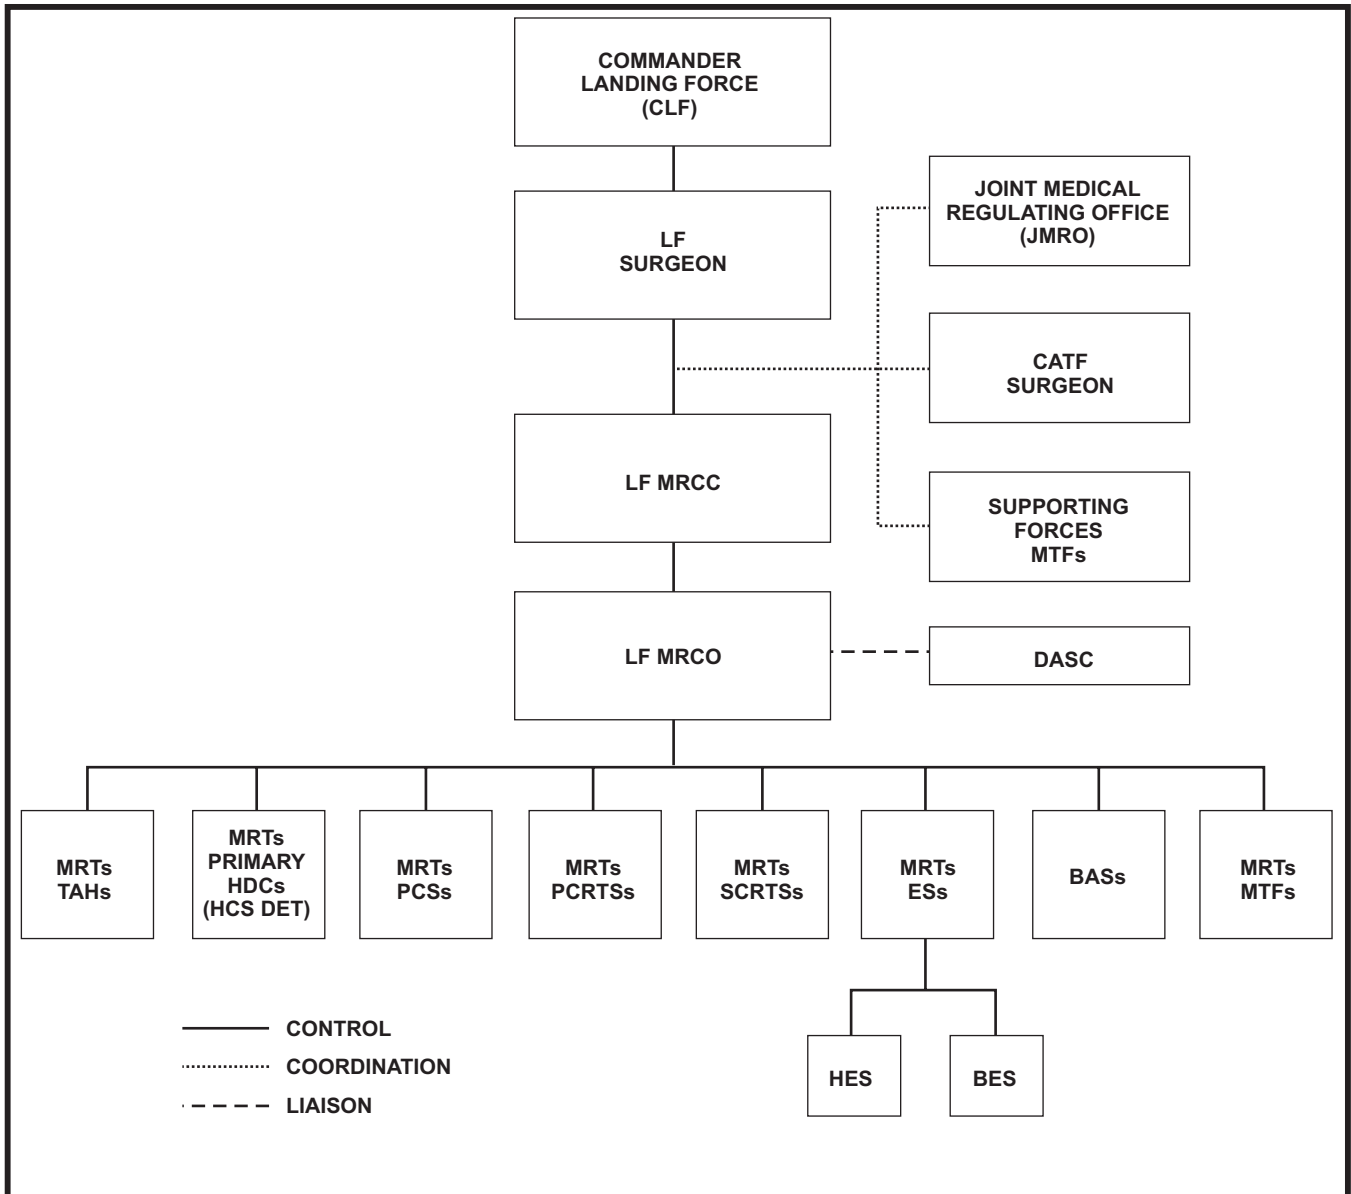 COMMANDER
LANDING FORCE
(CLF)
JOINT MEDICAL
REGULATING OFFICE
(JMRO)
LF
SURGEON
CATF
SURGEON
LF MRCC
SUPPORTING
FORCES
MTFs
LF MRCO
DASC
MRTs
TAHs
MRTs
PRIMARY
HDCs
(HCS DET)
MRTs
PCSs
MRTs
PCRTSs
MRTs
SCRTSs
MRTs
ESs
BASs
MRTs
MTFs
HES
BES
CONTROL
COORDINATION
LIAISON